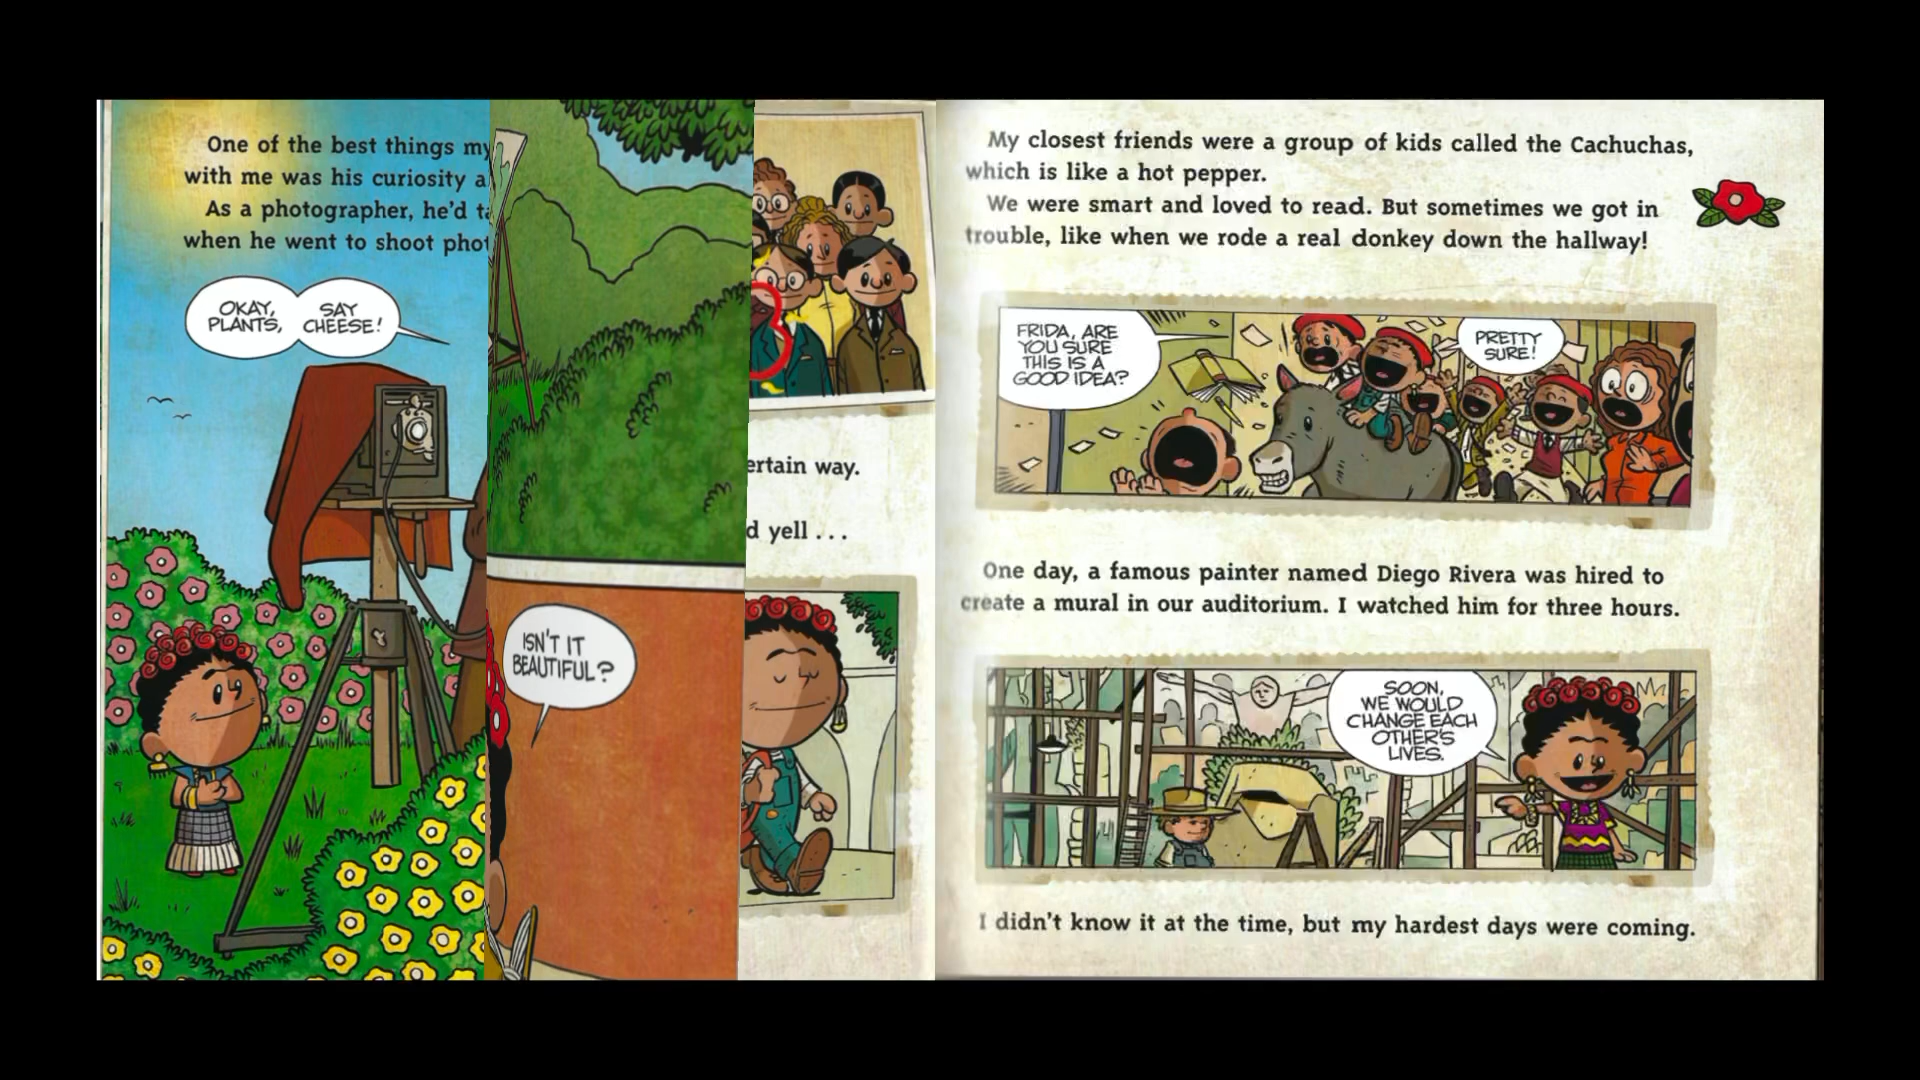 One of the best things my
with me was his curiosity a
As a photographer, he'd ta
when he went to shoot phot
OKAY,
PLANTS,
SAY
CHEESE!
ISN'T IT
BEAUTIFUL?
ertain way.
d yell . . .
My closest friends were a group of kids called the Cachuchas,
which is like a hot pepper.
We were smart and loved to read. But sometimes we got in
trouble, like when we rode a real donkey down the hallway!
FRIDA, ARE
YOU SURE
THIS IS A
GOOD IDEA?
PRETTY
SURE!
One day, a famous painter named Diego Rivera was hired to
create a mural in our auditorium. I watched him for three hours.
SOON,
WE WOULD
CHANGE EACH
OTHER'S
LIVES.
I didn't know it at the time, but my hardest days were coming.